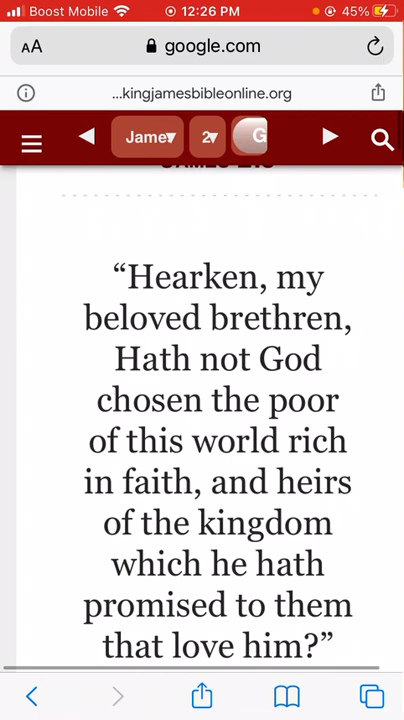 Boost Mobile 12:26 PM 45%
AA google.com
...kingjamesbibleonline.org
Jame 2 G
“Hearken, my
beloved brethren,
Hath not God
chosen the poor
of this world rich
in faith, and heirs
of the kingdom
which he hath
promised to them
that love him?”